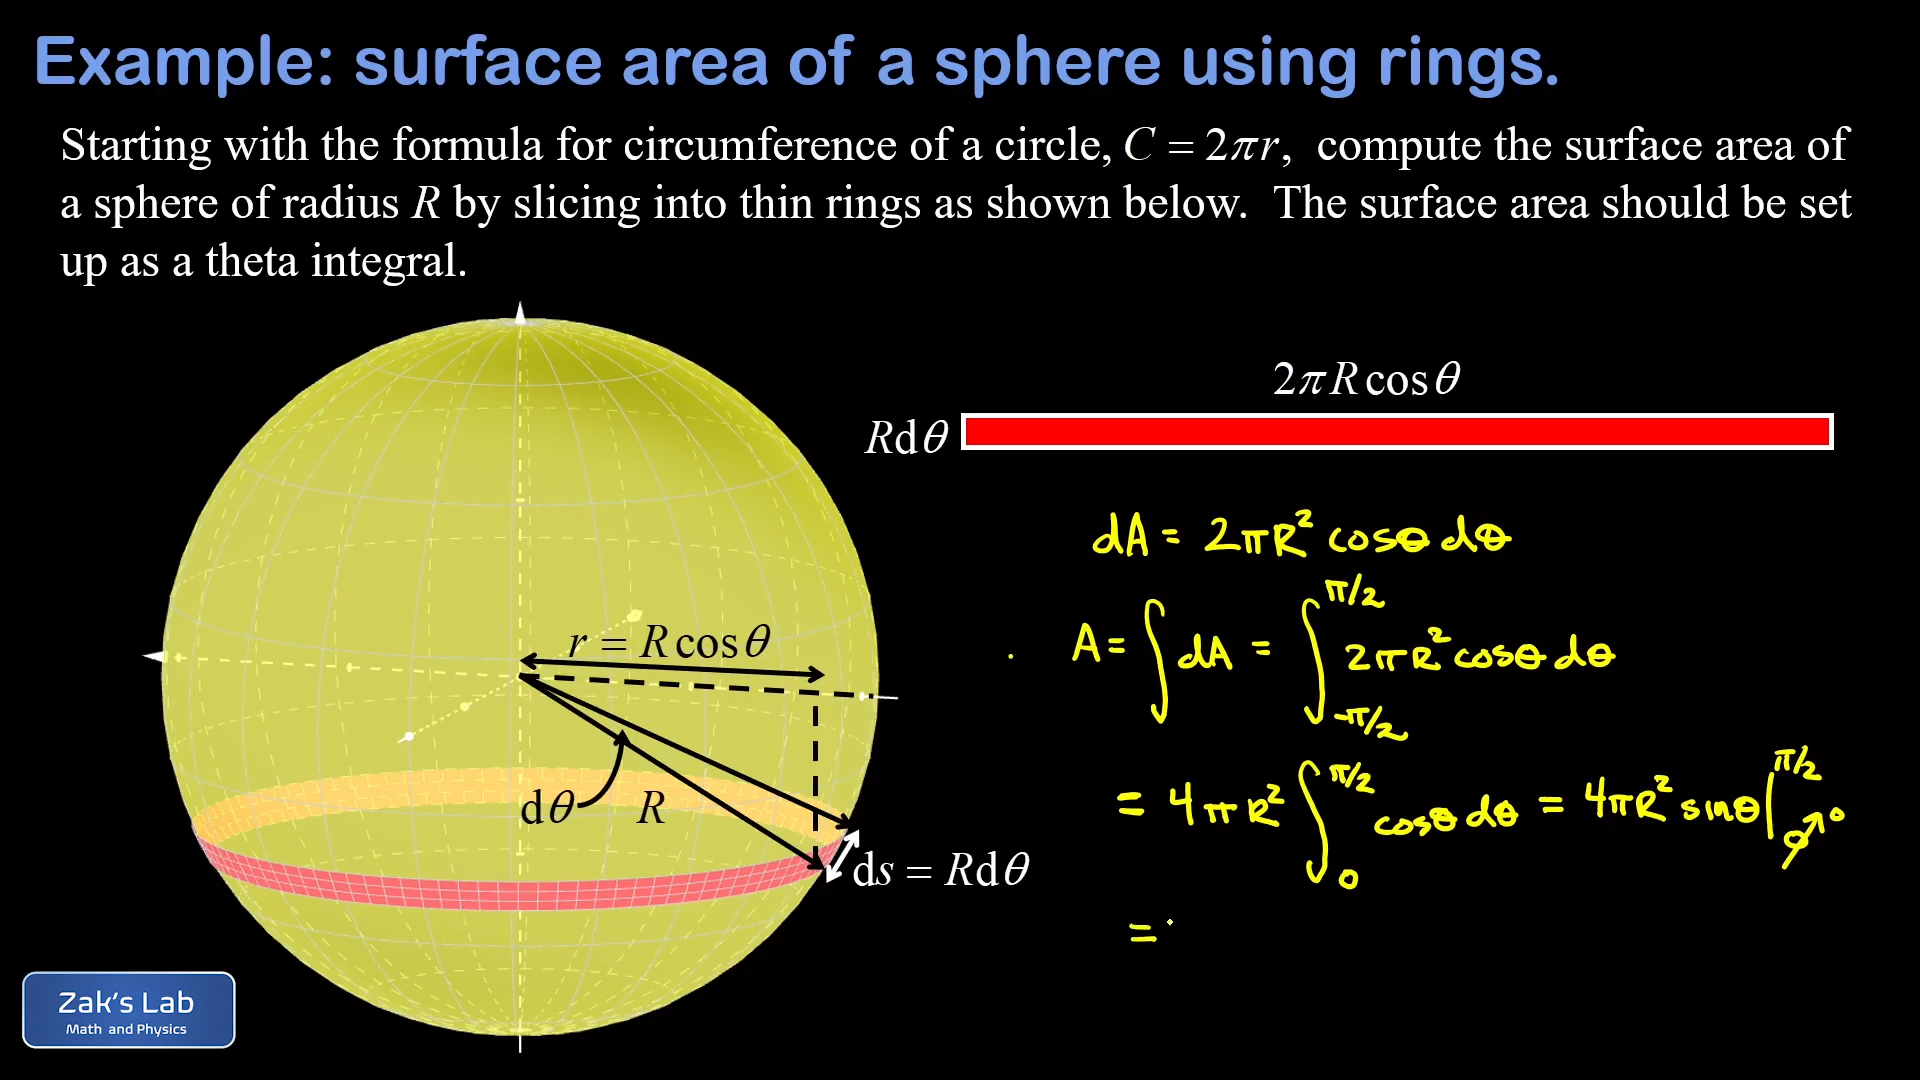 Example: surface area of a sphere using rings.
Starting with the formula for circumference of a circle, C = 2πr, compute the surface area of
a sphere of radius R by slicing into thin rings as shown below. The surface area should be set
up as a theta integral.
2πRcosθ
Rdθ
dA = 2πR² cosθ dθ
A = ∫ dA = ∫_{-π/2}^{π/2} 2πR² cosθ dθ
r = Rcosθ
= 4πR² ∫_0^{π/2} cosθ dθ = 4πR² sinθ |_0^{π/2} 0
dθ
R
ds = Rdθ
=
Zak's Lab
Math and Physics